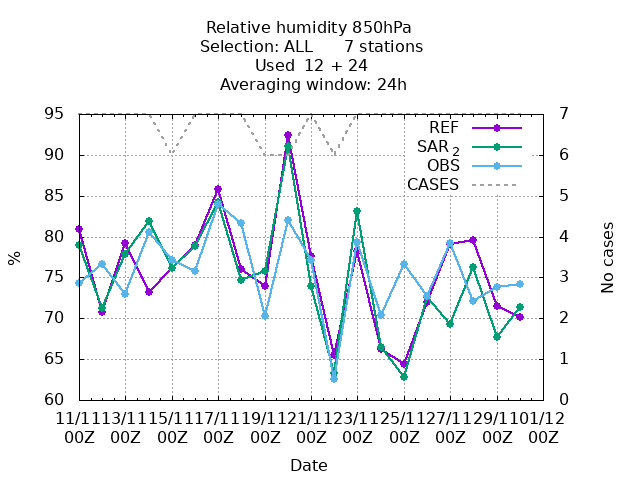 Relative humidity 850hPa
Selection: ALL 7 stations
Used 12 + 24
Averaging window: 24h
95 7
REF
SAR 2
90 6
OBS
CASES
85 5
80 4
%
No cases
75 3
70 2
65 1
60 0
11/11 13/11 15/11 17/11 19/11 21/11 23/11 25/11 27/11 29/11 01/12
00Z 00Z 00Z 00Z 00Z 00Z 00Z 00Z 00Z 00Z 00Z
Date